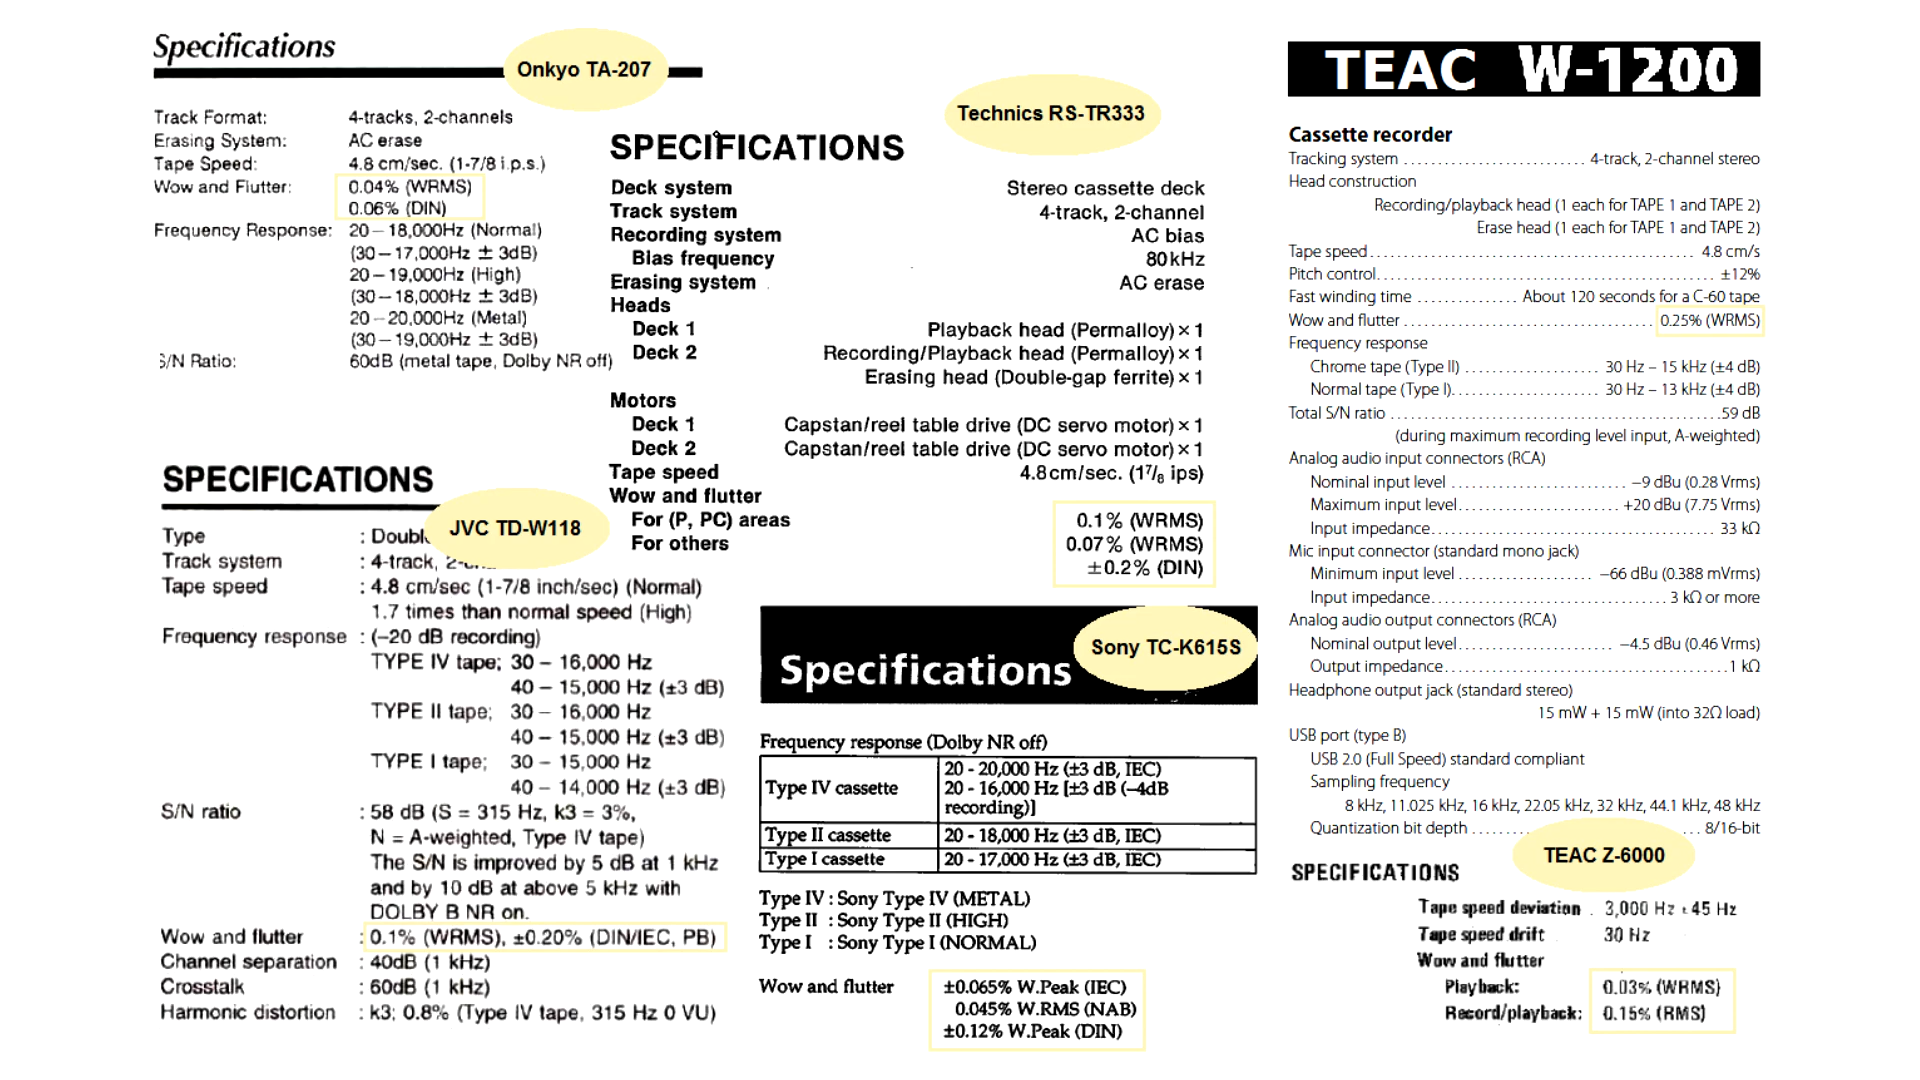 Specifications
Onkyo TA-207
Track Format: 4-tracks, 2-channels
Erasing System: AC erase
Tape Speed: 4.8 cm/sec. (1-7/8 i.p.s.)
Wow and Flutter: 0.04% (WRMS)
0.06% (DIN)
Frequency Response: 20 – 18,000Hz (Normal)
(30 – 17,000Hz ± 3dB)
20 – 19,000Hz (High)
(30 – 18,000Hz ± 3dB)
20 – 20,000Hz (Metal)
(30 – 19,000Hz ± 3dB)
S/N Ratio: 60dB (metal tape, Dolby NR off)
SPECIFICATIONS
JVC TD-W118
Type :
Track system : 4-track,
Tape speed : 4.8 cm/sec (1-7/8 inch/sec) (Normal)
1.7 times than normal speed (High)
Frequency response : (–20 dB recording)
TYPE IV tape; 30 – 16,000 Hz
40 – 15,000 Hz (±3 dB)
TYPE II tape; 30 – 16,000 Hz
40 – 15,000 Hz (±3 dB)
TYPE I tape; 30 – 15,000 Hz
40 – 14,000 Hz (±3 dB)
S/N ratio : 58 dB (S = 315 Hz, k3 = 3%,
N = A-weighted, Type IV tape)
The S/N is improved by 5 dB at 1 kHz
and by 10 dB at above 5 kHz with
DOLBY B NR on.
Wow and flutter : 0.1% (WRMS), ±0.20% (DIN/IEC, PB)
Channel separation : 40dB (1 kHz)
Crosstalk : 60dB (1 kHz)
Harmonic distortion : k3; 0.8% (Type IV tape, 315 Hz 0 VU)
Technics RS-TR333
SPECIFICATIONS
Deck system Stereo cassette deck
Track system 4-track, 2-channel
Recording system AC bias
Bias frequency 80 kHz
Erasing system AC erase
Heads
Deck 1 Playback head (Permalloy) × 1
Deck 2 Recording/Playback head (Permalloy) × 1
Erasing head (Double-gap ferrite) × 1
Motors
Deck 1 Capstan/reel table drive (DC servo motor) × 1
Deck 2 Capstan/reel table drive (DC servo motor) × 1
Tape speed 4.8cm/sec. (1⁷/₈ ips)
Wow and flutter
For (P, PC) areas 0.1% (WRMS)
For others 0.07% (WRMS)
±0.2% (DIN)
Specifications
Sony TC-K615S
Frequency response (Dolby NR off)
Type IV cassette 20 - 20,000 Hz (±3 dB, IEC)
20 - 16,000 Hz [±3 dB (–4dB
recording)]
Type II cassette 20 - 18,000 Hz (±3 dB, IEC)
Type I cassette 20 - 17,000 Hz (±3 dB, IEC)
Type IV : Sony Type IV (METAL)
Type II : Sony Type II (HIGH)
Type I : Sony Type I (NORMAL)
Wow and flutter ±0.065% W.Peak (IEC)
0.045% W.RMS (NAB)
±0.12% W.Peak (DIN)
TEAC W-1200
Cassette recorder
Tracking system 4-track, 2-channel stereo
Head construction
Recording/playback head (1 each for TAPE 1 and TAPE 2)
Erase head (1 each for TAPE 1 and TAPE 2)
Tape speed 4.8 cm/s
Pitch control ±12%
Fast winding time About 120 seconds for a C-60 tape
Wow and flutter 0.25% (WRMS)
Frequency response
Chrome tape (Type II) 30 Hz – 15 kHz (±4 dB)
Normal tape (Type I) 30 Hz – 13 kHz (±4 dB)
Total S/N ratio 59 dB
(during maximum recording level input, A-weighted)
Analog audio input connectors (RCA)
Nominal input level –9 dBu (0.28 Vrms)
Maximum input level +20 dBu (7.75 Vrms)
Input impedance 33 kΩ
Mic input connector (standard mono jack)
Minimum input level –66 dBu (0.388 mVrms)
Input impedance 3 kΩ or more
Analog audio output connectors (RCA)
Nominal output level –4.5 dBu (0.46 Vrms)
Output impedance 1 kΩ
Headphone output jack (standard stereo)
15 mW + 15 mW (into 32Ω load)
USB port (type B)
USB 2.0 (Full Speed) standard compliant
Sampling frequency
8 kHz, 11.025 kHz, 16 kHz, 22.05 kHz, 32 kHz, 44.1 kHz, 48 kHz
Quantization bit depth 8/16-bit
TEAC Z-6000
SPECIFICATIONS
Tape speed deviation 3,000 Hz ± 45 Hz
Tape speed drift 30 Hz
Wow and flutter
Playback: 0.03% (WRMS)
Record/playback: 0.15% (RMS)